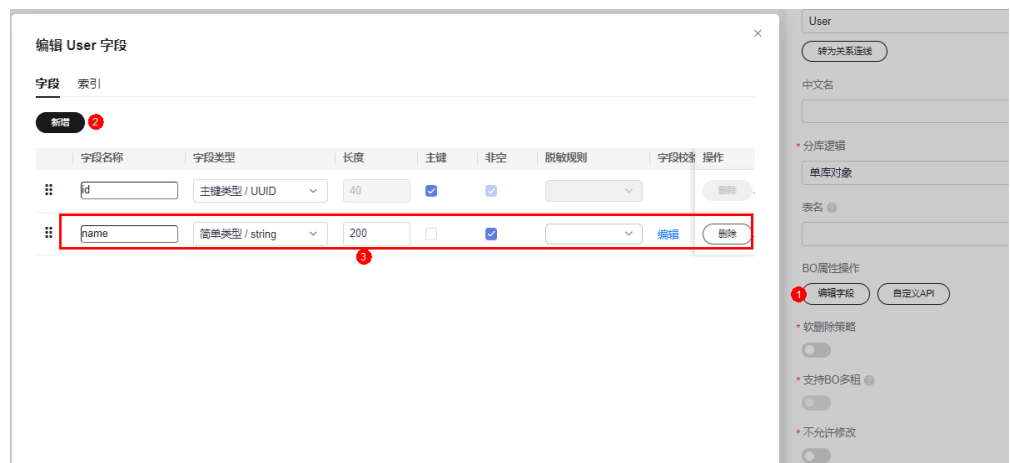 编辑 User 字段
×
字段 索引
新增 2
字段名称 字段类型 长度 主键 非空 脱敏规则 字段校验 操作
id 主键类型 / UUID 40 删除
name 简单类型 / string 200 编辑 删除
3
User
转为关系连线
中文名
* 分库逻辑
单库对象
表名
BO属性操作
1 编辑字段 自定义API
* 软删除策略
* 支持BO多租
* 不允许修改